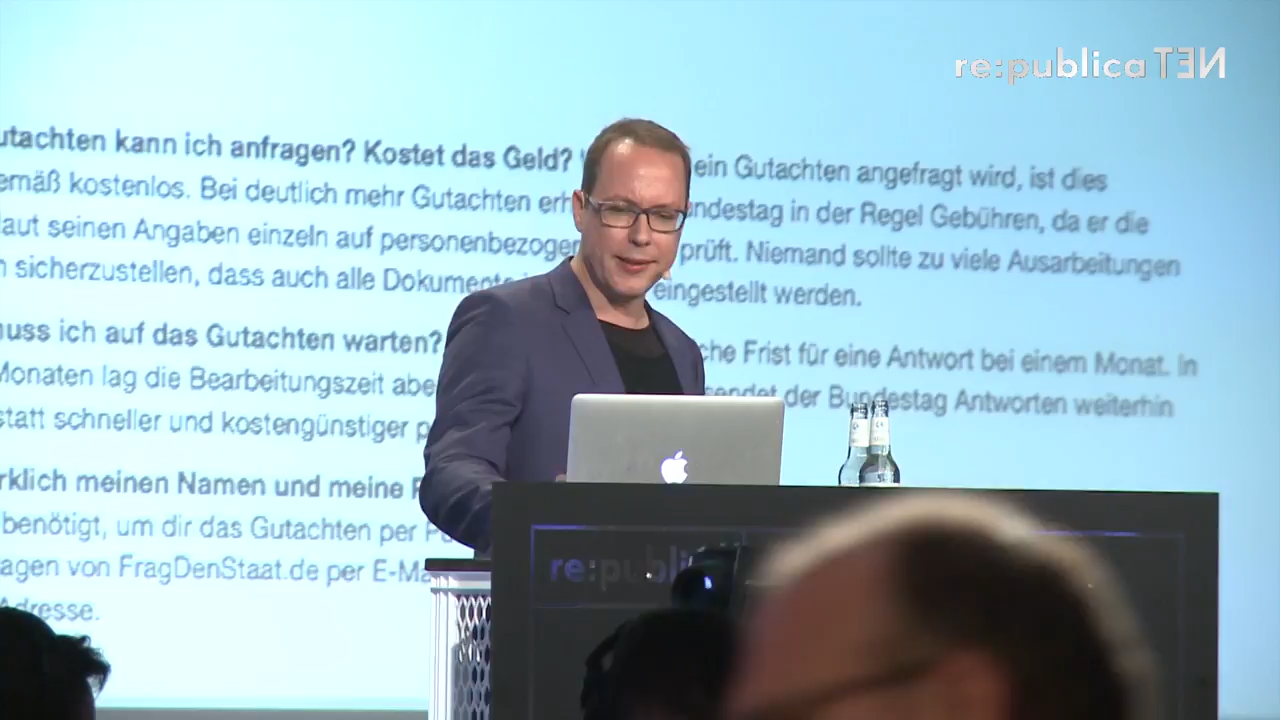 re:publica TEN
utachten kann ich anfragen? Kostet das Geld? ein Gutachten angefragt wird, ist dies
emäß kostenlos. Bei deutlich mehr Gutachten erh ndestag in der Regel Gebühren, da er die
laut seinen Angaben einzeln auf personenbezogen prüft. Niemand sollte zu viele Ausarbeitungen
n sicherzustellen, dass auch alle Dokumente eingestellt werden.
nuss ich auf das Gutachten warten? che Frist für eine Antwort bei einem Monat. In
Monaten lag die Bearbeitungszeit abe sendet der Bundestag Antworten weiterhin
statt schneller und kostengünstiger p
rklich meinen Namen und meine P
benötigt, um dir das Gutachten per Po
agen von FragDenStaat.de per E-Ma
Adresse.
re:publi